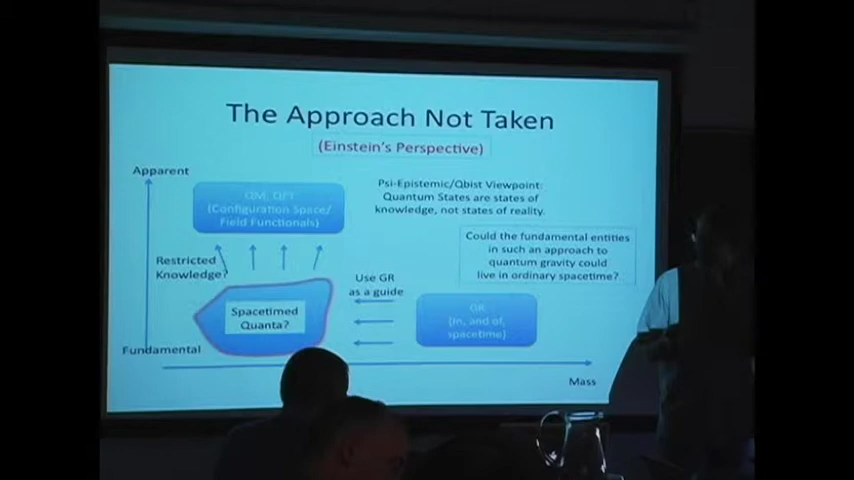 The Approach Not Taken
(Einstein's Perspective)
Apparent
QM, QFT
(Configuration Space/
Field Functionals)
Psi-Epistemic/Qbist Viewpoint:
Quantum States are states of
knowledge, not states of reality.
Could the fundamental entities
in such an approach to
quantum gravity could
live in ordinary spacetime?
Restricted
Knowledge?
Use GR
as a guide
Spacetimed
Quanta?
GR
(in, and of,
spacetime)
Fundamental
Mass